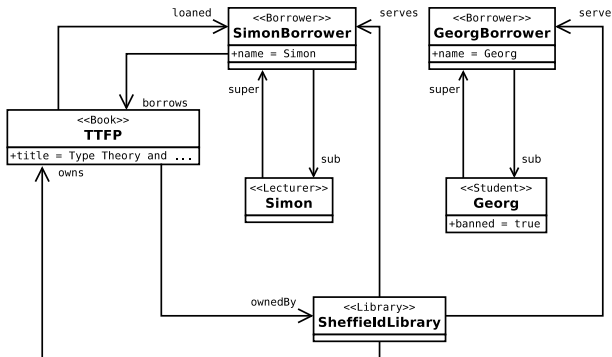 loaned
<<Borrower>>
SimonBorrower
+name = Simon
serves
<<Borrower>>
GeorgBorrower
+name = Georg
serve
borrows
super
super
<<Book>>
TTFP
+title = Type Theory and ...
owns
sub
sub
<<Lecturer>>
Simon
<<Student>>
Georg
+banned = true
ownedBy
<<Library>>
SheffieldLibrary